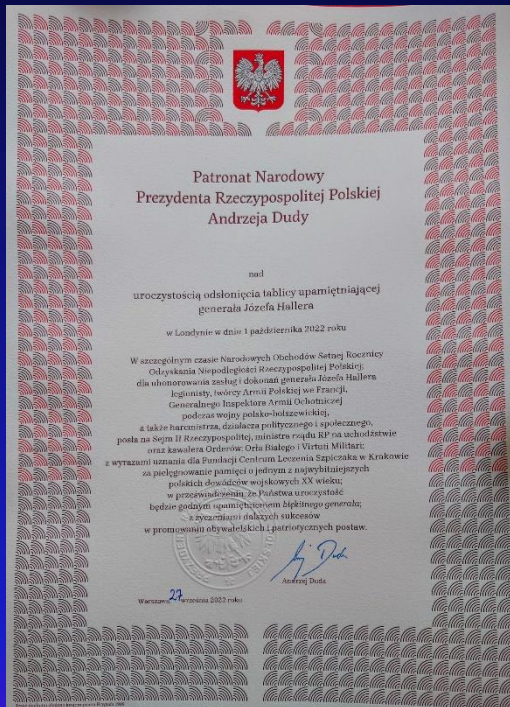 Patronat Narodowy
Prezydenta Rzeczypospolitej Polskiej
Andrzeja Dudy
nad
uroczystością odsłonięcia tablicy upamiętniającej
generała Józefa Hallera
w Londynie w dniu 1 października 2022 roku
W szczególnym czasie Narodowych Obchodów Setnej Rocznicy
Odzyskania Niepodległości Rzeczypospolitej Polskiej;
dla uhonorowania zasług i dokonań generała Józefa Hallera
legionisty, twórcy Armii Polskiej we Francji,
Generalnego Inspektora Armii Ochotniczej
podczas wojny polsko-bolszewickiej,
a także harcmistrza, działacza politycznego i społecznego,
posła na Sejm II Rzeczypospolitej, ministra rządu RP na uchodźstwie
oraz kawalera Orderów: Orła Białego i Virtuti Militari;
z wyrazami uznania dla Fundacji Centrum Leczenia Szpiczaka w Krakowie
za pielęgnowanie pamięci o jednym z najwybitniejszych
polskich dowódców wojskowych XX wieku;
w przeświadczeniu, że Państwa uroczystość
będzie godnym upamiętnieniem błękitnego generała;
z życzeniami dalszych sukcesów
w promowaniu obywatelskich i patriotycznych postaw.
Andrzej Duda
Warszawa, 27 września 2022 roku